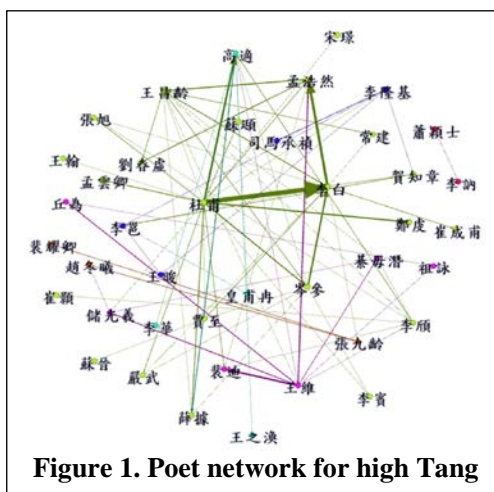 宋璟
高適
孟浩然
李隆基
王昌齡
蘇頲
張旭
司馬承禎
常建
蕭穎士
王翰
劉眘虛
賀知章
李訥
孟雲卿
李白
杜甫
丘為
李邕
鄭虔
崔成甫
裴耀卿
綦毋潛
祖詠
趙冬曦
王晙
岑參
崔顥
皇甫冉
儲光羲
李華
賈至
李頎
張九齡
蘇晉
嚴武
裴迪
王維
李賓
薛據
王之渙
Figure 1. Poet network for high Tang